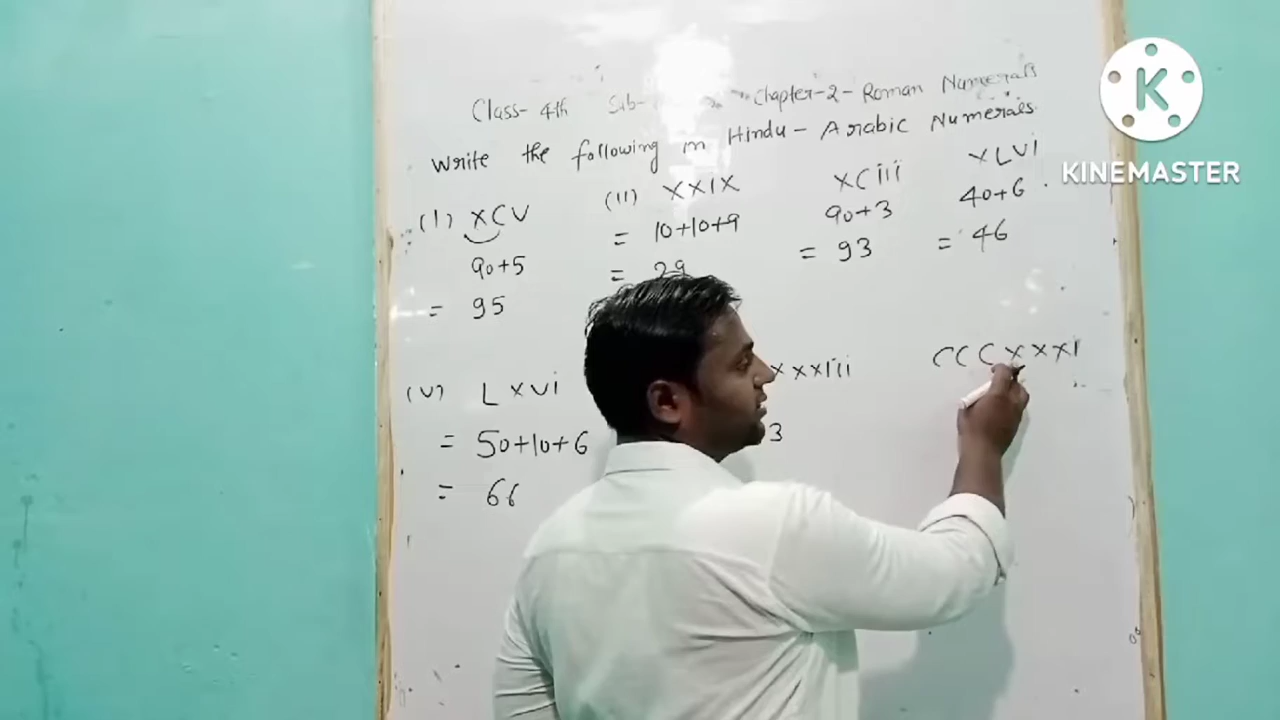 Class- 4th Sub- Chapter-2- Roman Numerals
Write the following in Hindu- Arabic Numerals.
(I) XCV
90+5
= 95
(II) XXIX
= 10+10+9
= 29
XCiii
90+3
= 93
XLVi
40+6
= 46
(V) LXVi
= 50+10+6
= 66
XXXIii
3
CCCXXXI
K
KINEMASTER